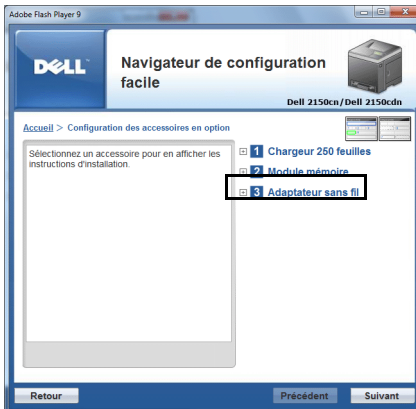 Adobe Flash Player 9
DELL™
Navigateur de configuration
facile
Dell 2150cn/Dell 2150cdn
Accueil > Configuration des accessoires en option
Sélectionnez un accessoire pour en afficher les
instructions d'installation.
1 Chargeur 250 feuilles
2 Module mémoire
3 Adaptateur sans fil
Retour
Précédent
Suivant